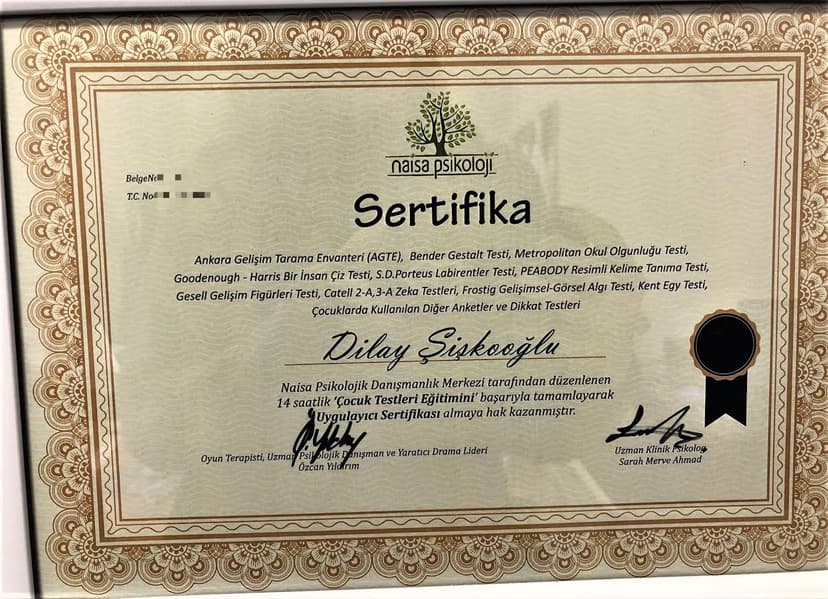 naisa psikoloji
BelgeNo
T.C. No
Sertifika
Ankara Gelişim Tarama Envanteri (AGTE), Bender Gestalt Testi, Metropolitan Okul Olgunluğu Testi,
Goodenough - Harris Bir İnsan Çiz Testi, S.D.Porteus Labirentler Testi, PEABODY Resimli Kelime Tanıma Testi,
Gesell Gelişim Figürleri Testi, Catell 2-A,3-A Zeka Testleri, Frostig Gelişimsel-Görsel Algı Testi, Kent Egy Testi,
Çocuklarda Kullanılan Diğer Anketler ve Dikkat Testleri
Dilay Şişkooğlu
Naisa Psikolojik Danışmanlık Merkezi tarafından düzenlenen
14 saatlik ‘Çocuk Testleri Eğitimini’ başarıyla tamamlayarak
Uygulayıcı Sertifikası almaya hak kazanmıştır.
Oyun Terapisti, Uzman Psikolojik Danışman ve Yaratıcı Drama Lideri
Özcan Yıldırım
Uzman Klinik Psikolog
Sarah Merve Ahmad